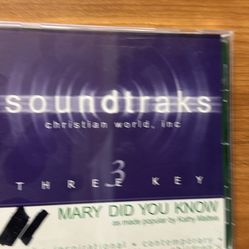 soundtraks
christian world, inc
3
THREE KEY
MARY DID YOU KNOW
as made popular by Kathy Mattea
inspirational • contemporary